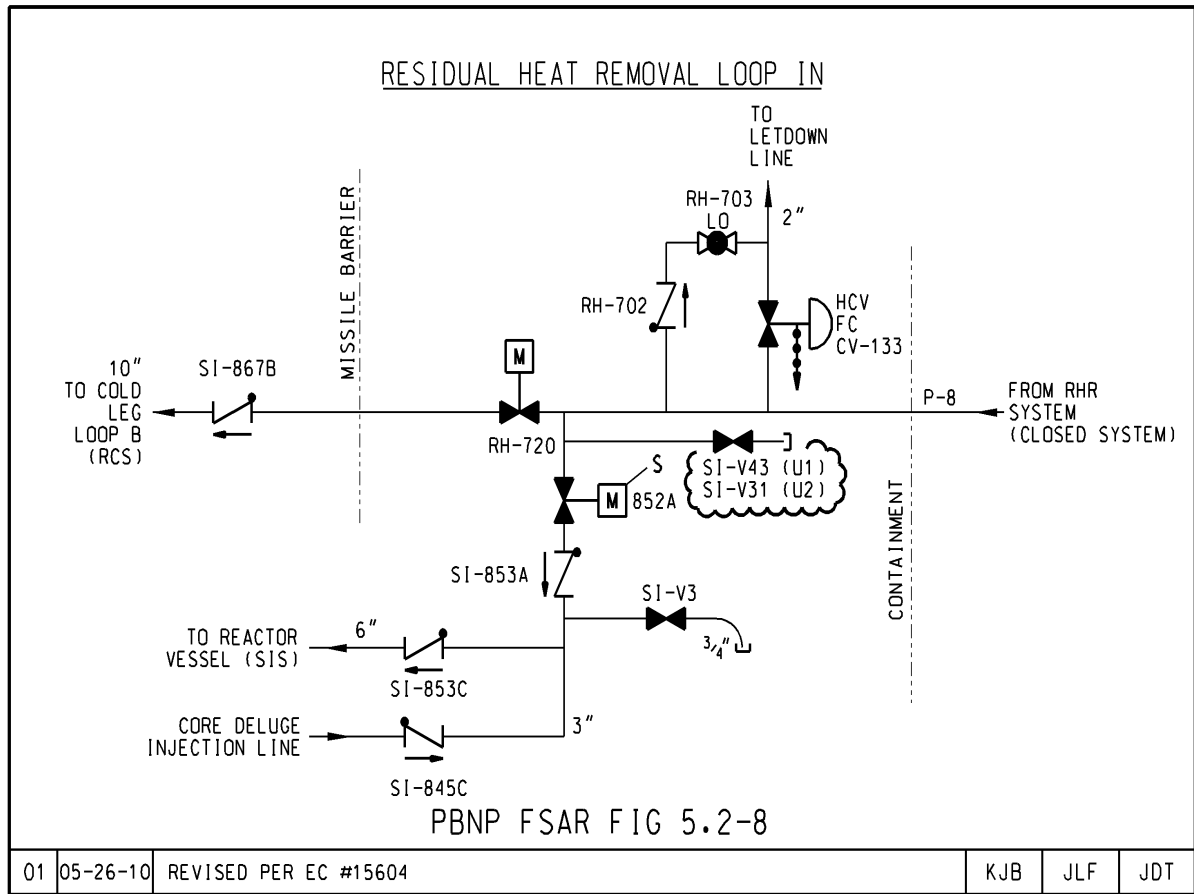 RESIDUAL HEAT REMOVAL LOOP IN
TO
LETDOWN
LINE
RH-703
LO
2"
MISSILE BARRIER
RH-702
HCV
FC
CV-133
10"
TO COLD
LEG
LOOP B
(RCS)
SI-867B
M
RH-720
P-8
FROM RHR
SYSTEM
(CLOSED SYSTEM)
S
M
852A
SI-V43 (U1)
SI-V31 (U2)
CONTAINMENT
SI-853A
SI-V3
3/4"
TO REACTOR
VESSEL (SIS)
6"
SI-853C
CORE DELUGE
INJECTION LINE
3"
SI-845C
PBNP FSAR FIG 5.2-8
01 05-26-10 REVISED PER EC #15604 KJB JLF JDT